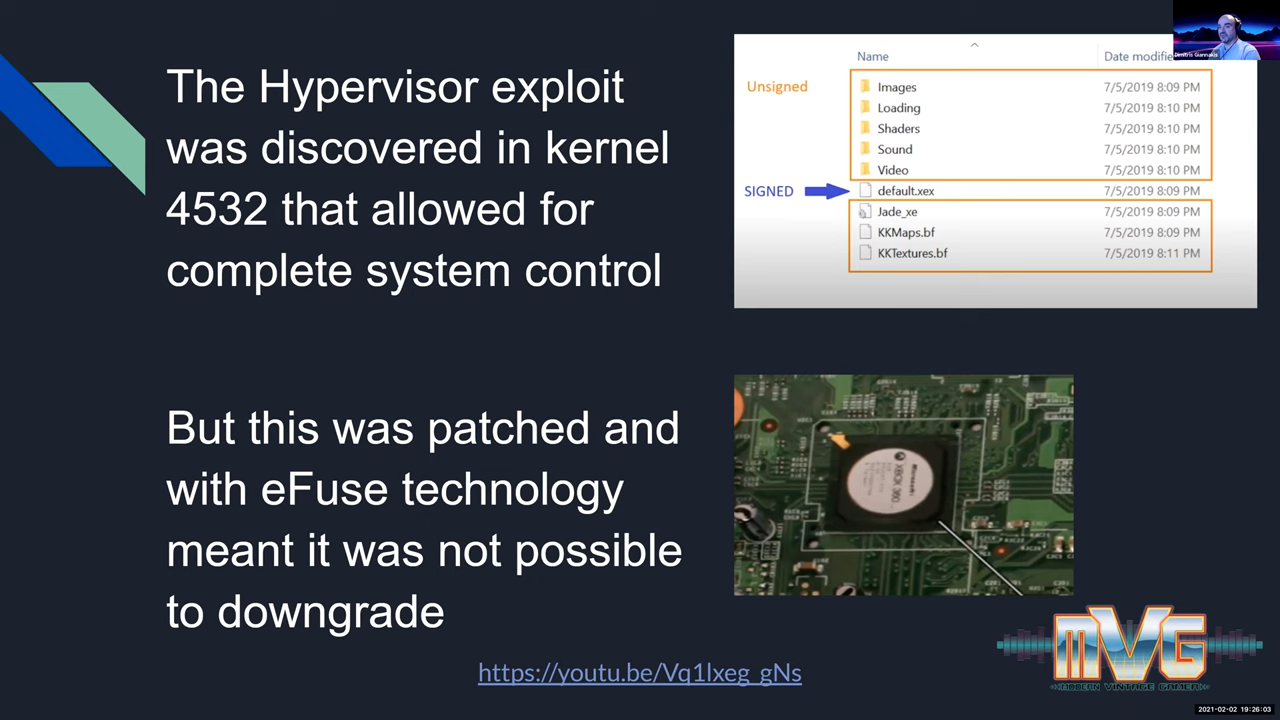 The Hypervisor exploit
was discovered in kernel
4532 that allowed for
complete system control
But this was patched and
with eFuse technology
meant it was not possible
to downgrade
https://youtu.be/Vq1lxeg_gNs
Name Date modifie
Unsigned
Images 7/5/2019 8:09 PM
Loading 7/5/2019 8:10 PM
Shaders 7/5/2019 8:10 PM
Sound 7/5/2019 8:10 PM
Video 7/5/2019 8:10 PM
SIGNED default.xex 7/5/2019 8:09 PM
Jade_xe 7/5/2019 8:09 PM
KKMaps.bf 7/5/2019 8:09 PM
KKTextures.bf 7/5/2019 8:11 PM
Dimitris Giannakis
Microsoft
XBOX 360
MVG
MODERN VINTAGE GAMER
2021-02-02 19:26:03